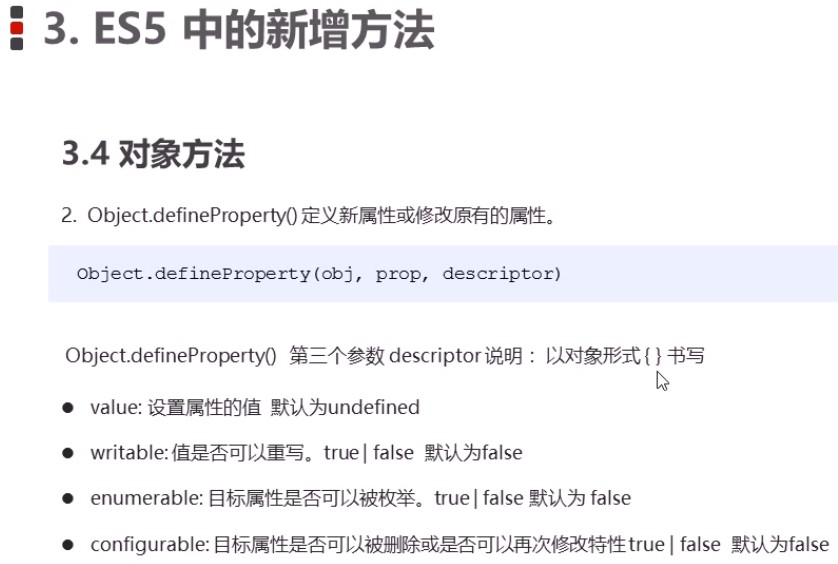 3. ES5 中的新增方法
3.4 对象方法
2. Object.defineProperty() 定义新属性或修改原有的属性。
Object.defineProperty(obj, prop, descriptor)
Object.defineProperty() 第三个参数 descriptor 说明： 以对象形式 { } 书写
● value: 设置属性的值 默认为undefined
● writable: 值是否可以重写。true | false 默认为false
● enumerable: 目标属性是否可以被枚举。true | false 默认为 false
● configurable: 目标属性是否可以被删除或是否可以再次修改特性 true | false 默认为false